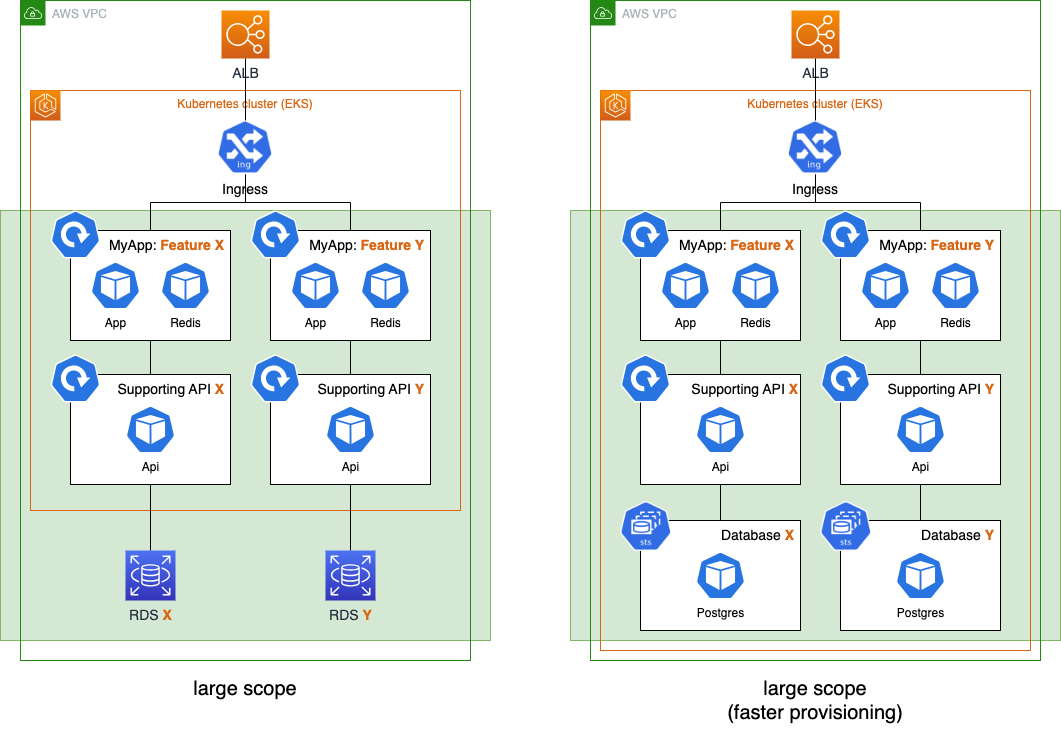 AWS VPC
ALB
Kubernetes cluster (EKS)
ing
Ingress
MyApp: Feature X
App
Redis
MyApp: Feature Y
App
Redis
Supporting API X
Api
Supporting API Y
Api
RDS X
RDS Y
large scope
AWS VPC
ALB
Kubernetes cluster (EKS)
ing
Ingress
MyApp: Feature X
App
Redis
MyApp: Feature Y
App
Redis
Supporting API X
Api
Supporting API Y
Api
sts
Database X
Postgres
sts
Database Y
Postgres
large scope
(faster provisioning)